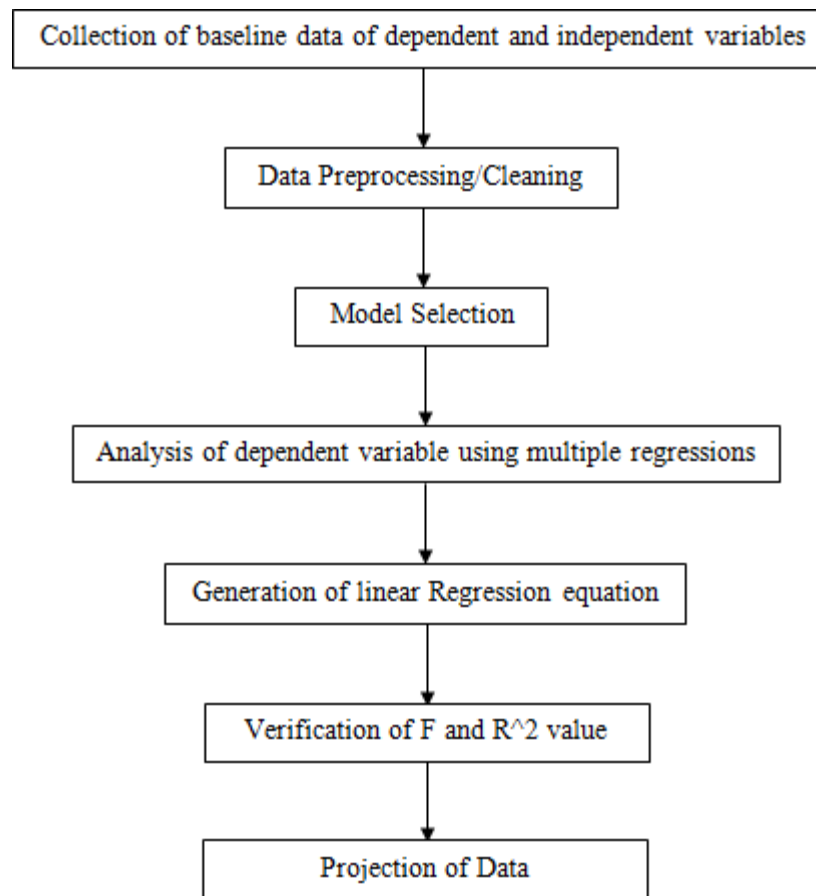 Collection of baseline data of dependent and independent variables
Data Preprocessing/Cleaning
Model Selection
Analysis of dependent variable using multiple regressions
Generation of linear Regression equation
Verification of F and R^2 value
Projection of Data